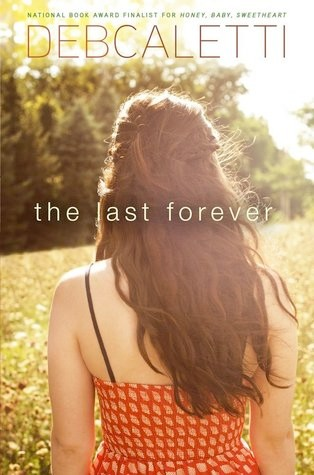 NATIONAL BOOK AWARD FINALIST FOR HONEY, BABY, SWEETHEART
DEBCALETTI
the last forever